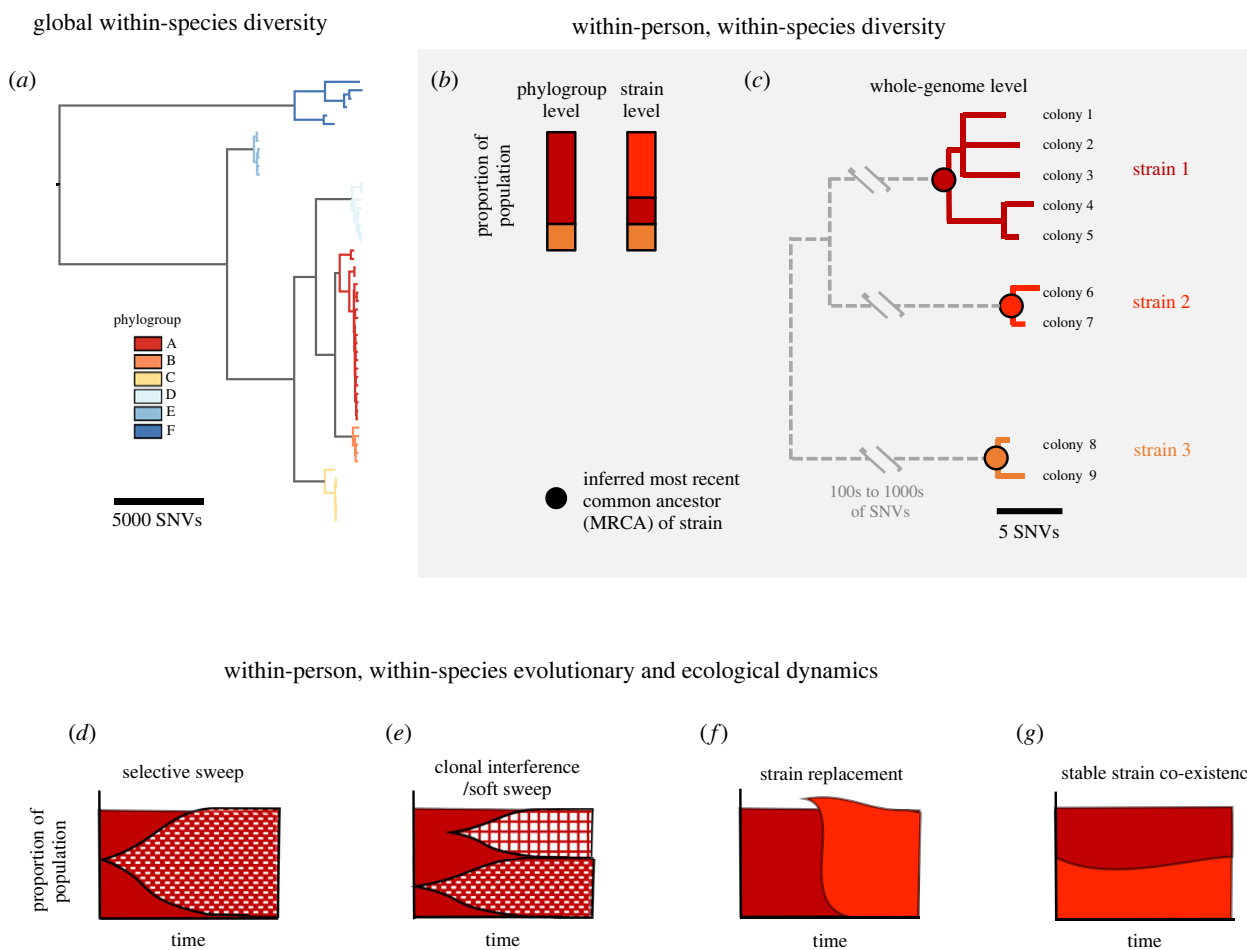 global within-species diversity
within-person, within-species diversity
(a)
phylogroup
A
B
C
D
E
F
5000 SNVs
(b)
phylogroup
level
strain
level
proportion of
population
inferred most recent
common ancestor
(MRCA) of strain
(c)
whole-genome level
colony 1
colony 2
colony 3
colony 4
colony 5
strain 1
colony 6
colony 7
strain 2
colony 8
colony 9
strain 3
100s to 1000s
of SNVs
5 SNVs
within-person, within-species evolutionary and ecological dynamics
(d)
selective sweep
proportion of
population
time
(e)
clonal interference
/soft sweep
time
(f)
strain replacement
time
(g)
stable strain co-existenc
time